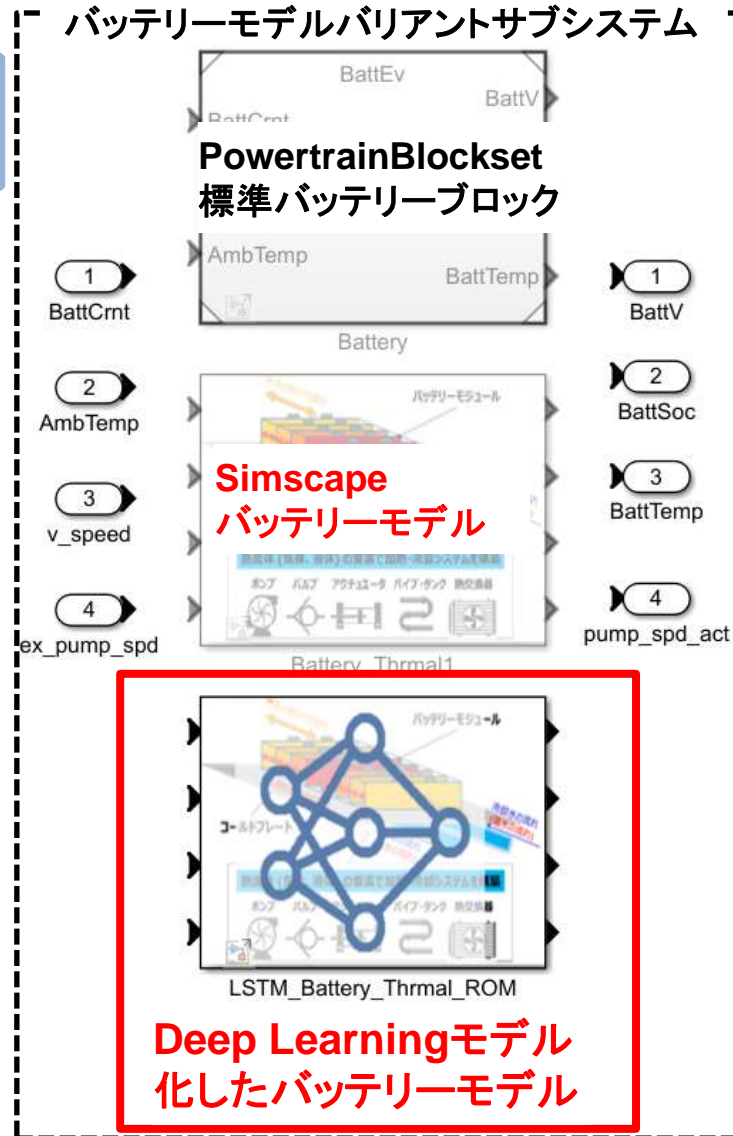 バッテリーモデルバリアントサブシステム
BattEv
BattV
BattCrnt
PowertrainBlockset
標準バッテリーブロック
AmbTemp
BattTemp
Battery
1
BattCrnt
2
AmbTemp
3
v_speed
4
ex_pump_spd
1
BattV
2
BattSoc
3
BattTemp
4
pump_spd_act
バッテリーモジュール
Simscape
バッテリーモデル
ポンプ バルブ アクチュエータ パイプ・タンク 熱交換器
Battery_Thrmal1
バッテリーモジュール
コールドプレート
ポンプ
パイプ・タンク 熱交換器
LSTM_Battery_Thrmal_ROM
Deep Learningモデル
化したバッテリーモデル